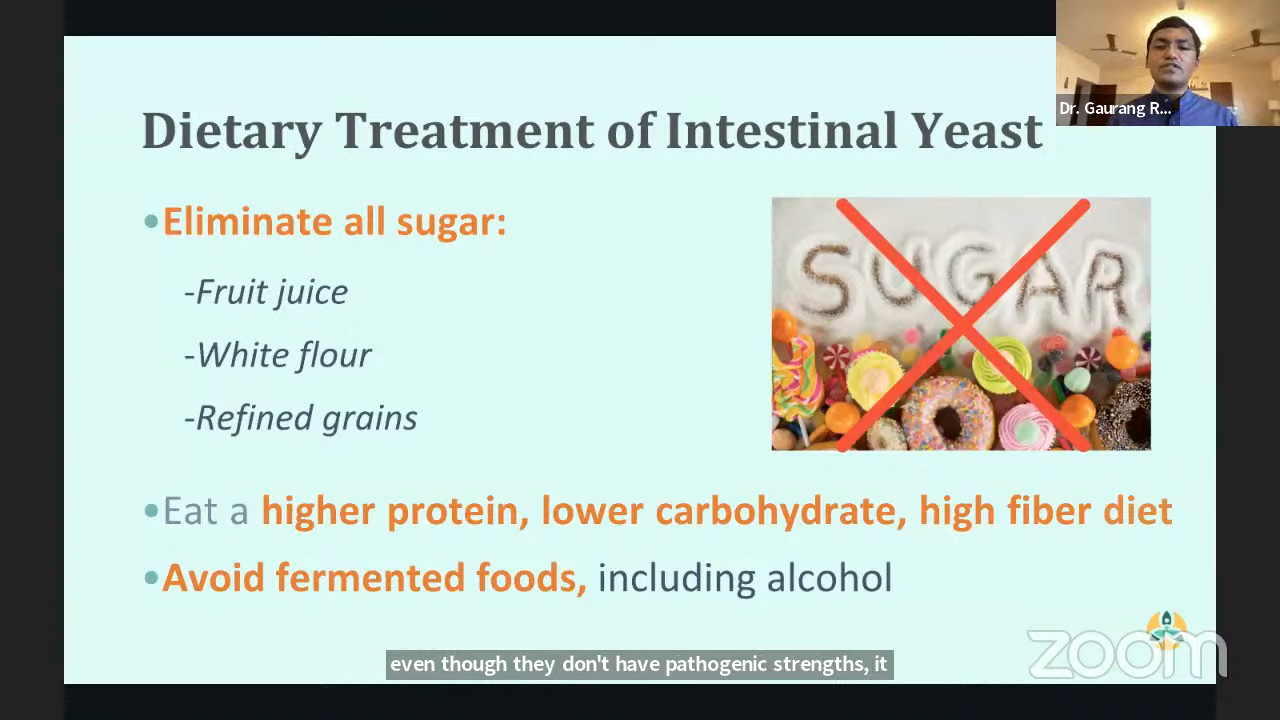 Dr. Gaurang R...
Dietary Treatment of Intestinal Yeast
•Eliminate all sugar:
-Fruit juice
-White flour
-Refined grains
SUGAR
•Eat a higher protein, lower carbohydrate, high fiber diet
•Avoid fermented foods, including alcohol
zoom
even though they don't have pathogenic strengths, it